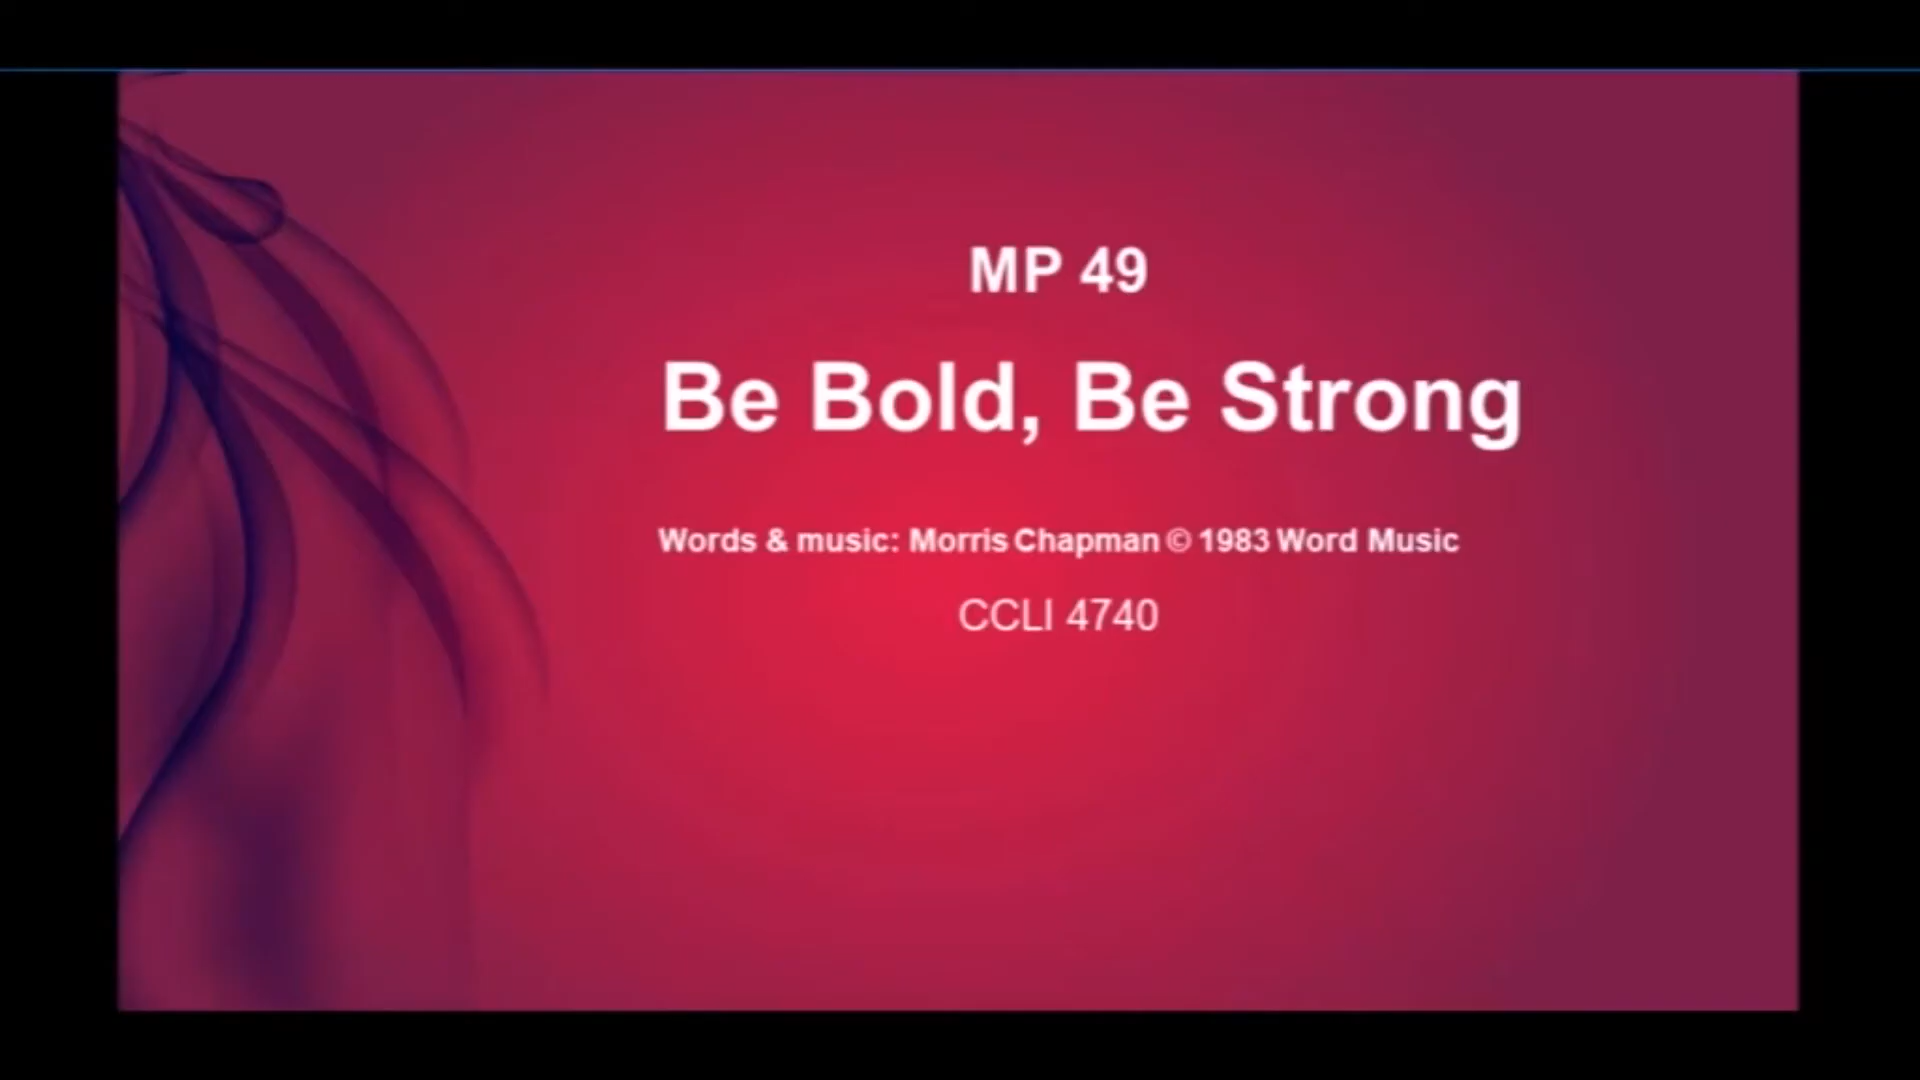 MP 49
Be Bold, Be Strong
Words & music: Morris Chapman © 1983 Word Music
CCLI 4740